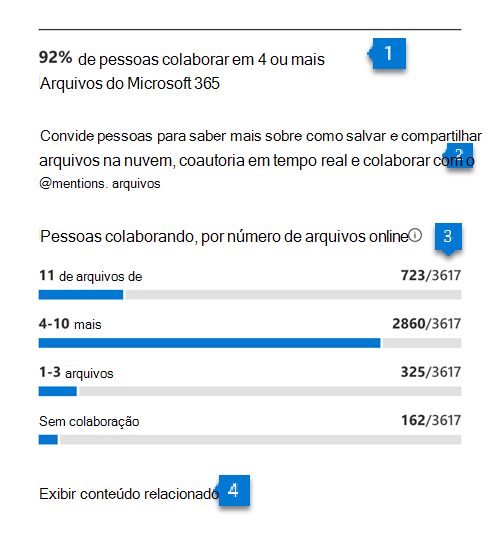 92% de pessoas colaborar em 4 ou mais 1
Arquivos do Microsoft 365
Convide pessoas para saber mais sobre como salvar e compartilhar
arquivos na nuvem, coautoria em tempo real e colaborar com o 2
@mentions. arquivos
Pessoas colaborando, por número de arquivos online 3
11 de arquivos de 723/3617
4-10 mais 2860/3617
1-3 arquivos 325/3617
Sem colaboração 162/3617
Exibir conteúdo relacionado 4